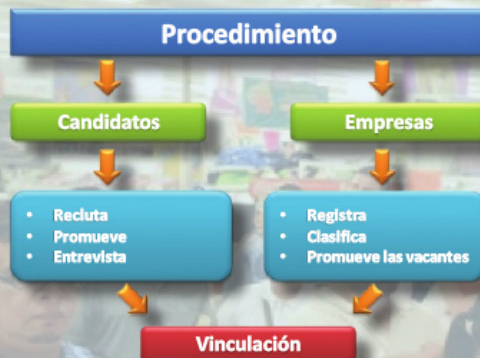 Procedimiento
Candidatos
Empresas
• Recluta
• Promueve
• Entrevista
• Registra
• Clasifica
• Promueve las vacantes
Vinculación